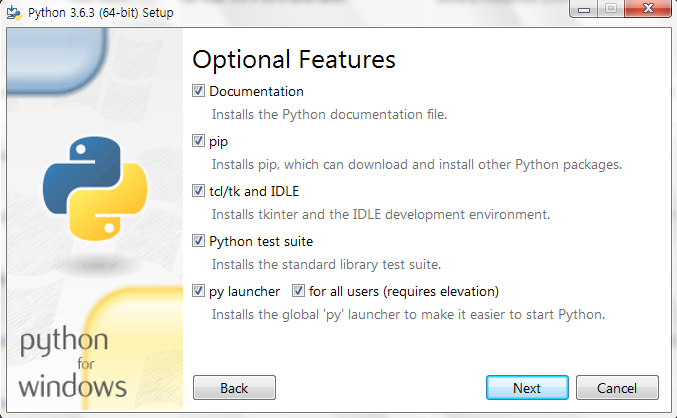 Python 3.6.3 (64-bit) Setup
Optional Features
Documentation
Installs the Python documentation file.
pip
Installs pip, which can download and install other Python packages.
tcl/tk and IDLE
Installs tkinter and the IDLE development environment.
Python test suite
Installs the standard library test suite.
py launcher for all users (requires elevation)
Installs the global 'py' launcher to make it easier to start Python.
python
for
windows
Back Next Cancel